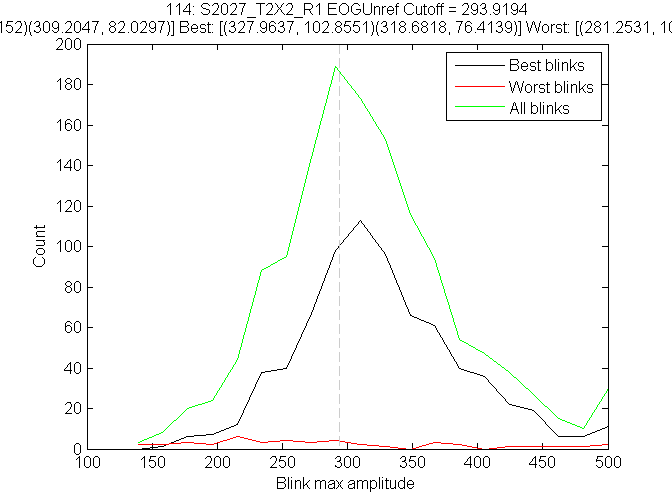 114: S2027_T2X2_R1 EOGUnref Cutoff = 293.9194
152)(309.2047, 82.0297)] Best: [(327.9637, 102.8551)(318.6818, 76.4139)] Worst: [(281.2531, 10
200
180
160
140
120
100
80
60
40
20
0
Count
Best blinks
Worst blinks
All blinks
100 150 200 250 300 350 400 450 500
Blink max amplitude